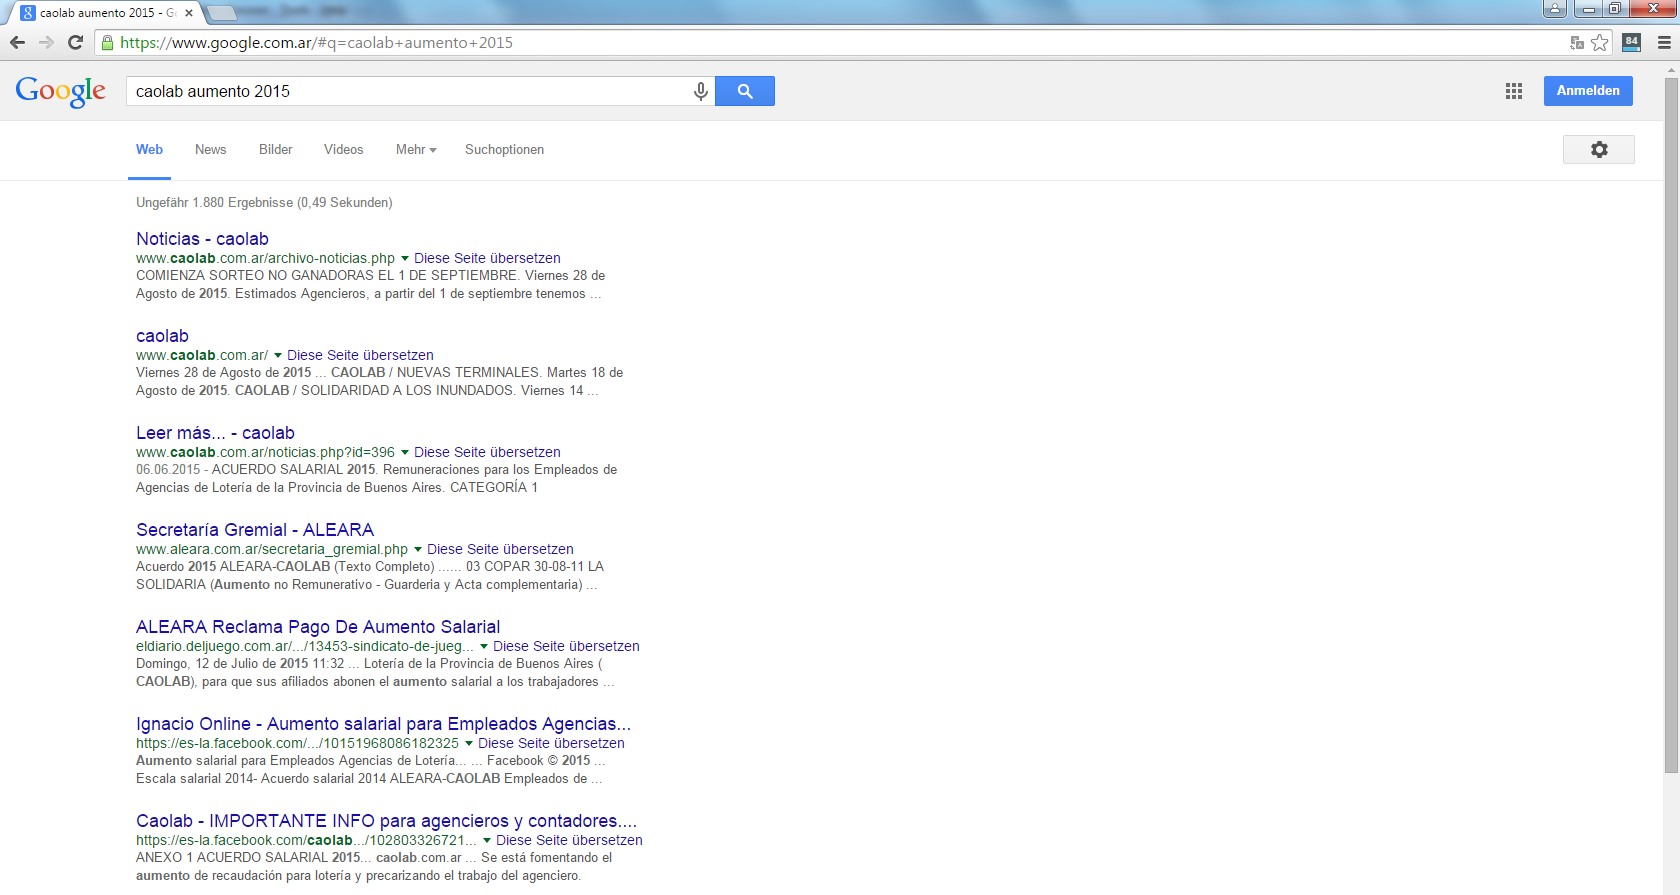 caolab aumento 2015 - Go
https://www.google.com.ar/#q=caolab+aumento+2015
84
Google
caolab aumento 2015
Anmelden
Web News Bilder Videos Mehr Suchoptionen
Ungefähr 1.880 Ergebnisse (0,49 Sekunden)
Noticias - caolab
www.caolab.com.ar/archivo-noticias.php Diese Seite übersetzen
COMIENZA SORTEO NO GANADORAS EL 1 DE SEPTIEMBRE. Viernes 28 de
Agosto de 2015. Estimados Agencieros, a partir del 1 de septiembre tenemos ...
caolab
www.caolab.com.ar/ Diese Seite übersetzen
Viernes 28 de Agosto de 2015 ... CAOLAB / NUEVAS TERMINALES. Martes 18 de
Agosto de 2015. CAOLAB / SOLIDARIDAD A LOS INUNDADOS. Viernes 14 ...
Leer más... - caolab
www.caolab.com.ar/noticias.php?id=396 Diese Seite übersetzen
06.06.2015 - ACUERDO SALARIAL 2015. Remuneraciones para los Empleados de
Agencias de Lotería de la Provincia de Buenos Aires. CATEGORÍA 1
Secretaría Gremial - ALEARA
www.aleara.com.ar/secretaria_gremial.php Diese Seite übersetzen
Acuerdo 2015 ALEARA-CAOLAB (Texto Completo) ...... 03 COPAR 30-08-11 LA
SOLIDARIA (Aumento no Remunerativo - Guarderia y Acta complementaria) ...
ALEARA Reclama Pago De Aumento Salarial
eldiario.deljuego.com.ar/.../13453-sindicato-de-jueg... Diese Seite übersetzen
Domingo, 12 de Julio de 2015 11:32 ... Lotería de la Provincia de Buenos Aires (
CAOLAB), para que sus afiliados abonen el aumento salarial a los trabajadores ...
Ignacio Online - Aumento salarial para Empleados Agencias...
https://es-la.facebook.com/.../10151968086182325 Diese Seite übersetzen
Aumento salarial para Empleados Agencias de Lotería... ... Facebook © 2015 ...
Escala salarial 2014- Acuerdo salarial 2014 ALEARA-CAOLAB Empleados de ...
Caolab - IMPORTANTE INFO para agencieros y contadores....
https://es-la.facebook.com/caolab.../102803326721... Diese Seite übersetzen
ANEXO 1 ACUERDO SALARIAL 2015... caolab.com.ar ... Se está fomentando el
aumento de recaudación para lotería y precarizando el trabajo del agenciero.